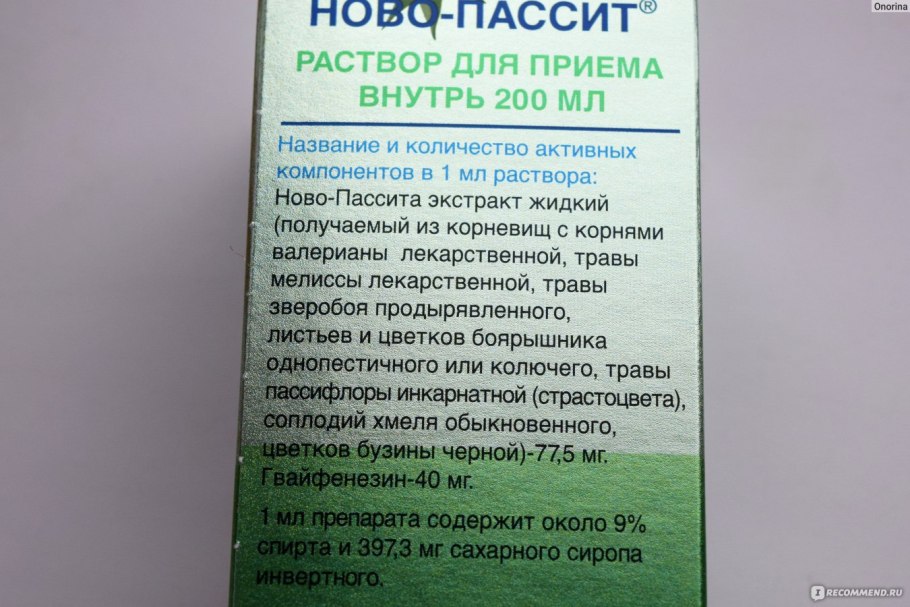 Onorina
НОВО-ПАССИТ®
РАСТВОР ДЛЯ ПРИЕМА
ВНУТРЬ 200 МЛ
Название и количество активных
компонентов в 1 мл раствора:
Ново-Пассита экстракт жидкий
(получаемый из корневищ с корнями
валерианы лекарственной, травы
мелиссы лекарственной, травы
зверобоя продырявленного,
листьев и цветков боярышника
однопестичного или колючего, травы
пассифлоры инкарнатной (страстоцвета),
соплодий хмеля обыкновенного,
цветков бузины черной)-77,5 мг.
Гвайфенезин-40 мг.
1 мл препарата содержит около 9%
спирта и 397,3 мг сахарного сиропа
инвертного.
I RECOMMEND.RU